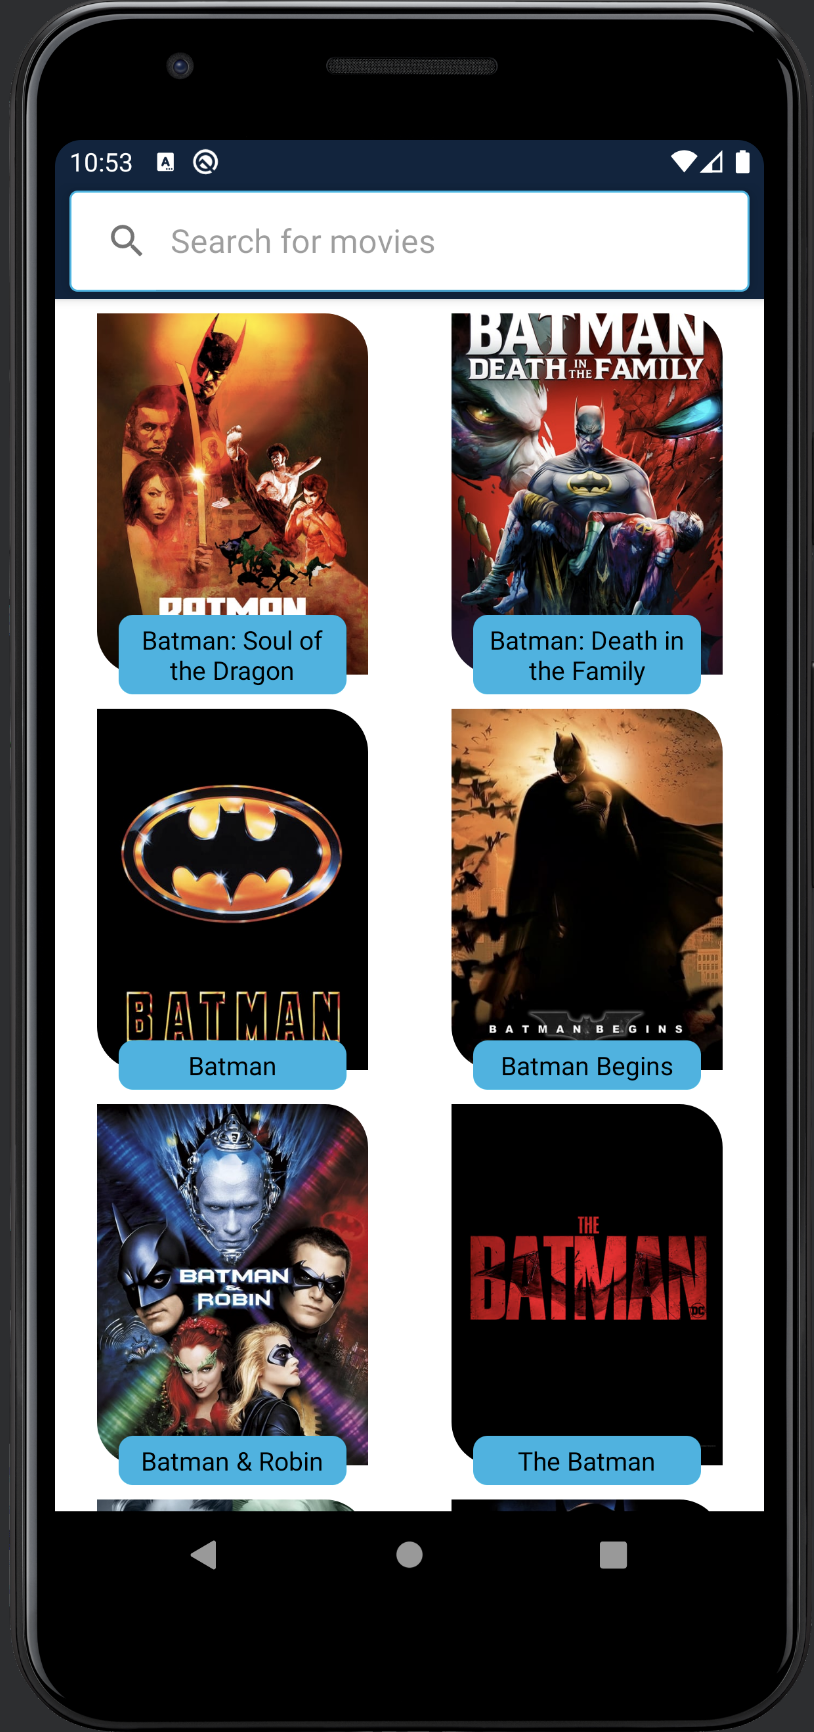 10:53
A
Search for movies
BATMAN
DEATH IN THE FAMILY
BATMAN
Batman: Soul of
the Dragon
Batman: Death in
the Family
BATMAN
BATMAN BEGINS
Batman
Batman Begins
BATMAN
&
ROBIN
THE
BATMAN
DC
Batman & Robin
The Batman